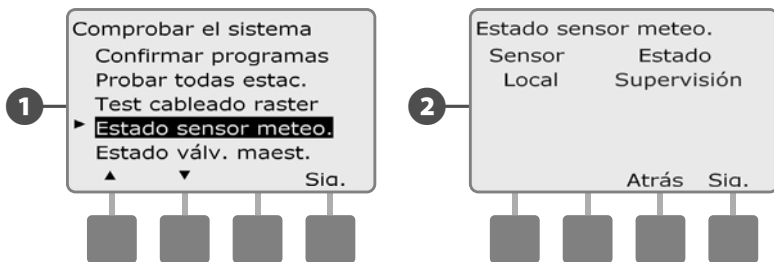 1
Comprobar el sistema
Confirmar programas
Probar todas estac.
Test cableado raster
Estado sensor meteo.
Estado válv. maest.
Sig.
2
Estado sensor meteo.
Sensor Estado
Local Supervisión
Atrás Sig.